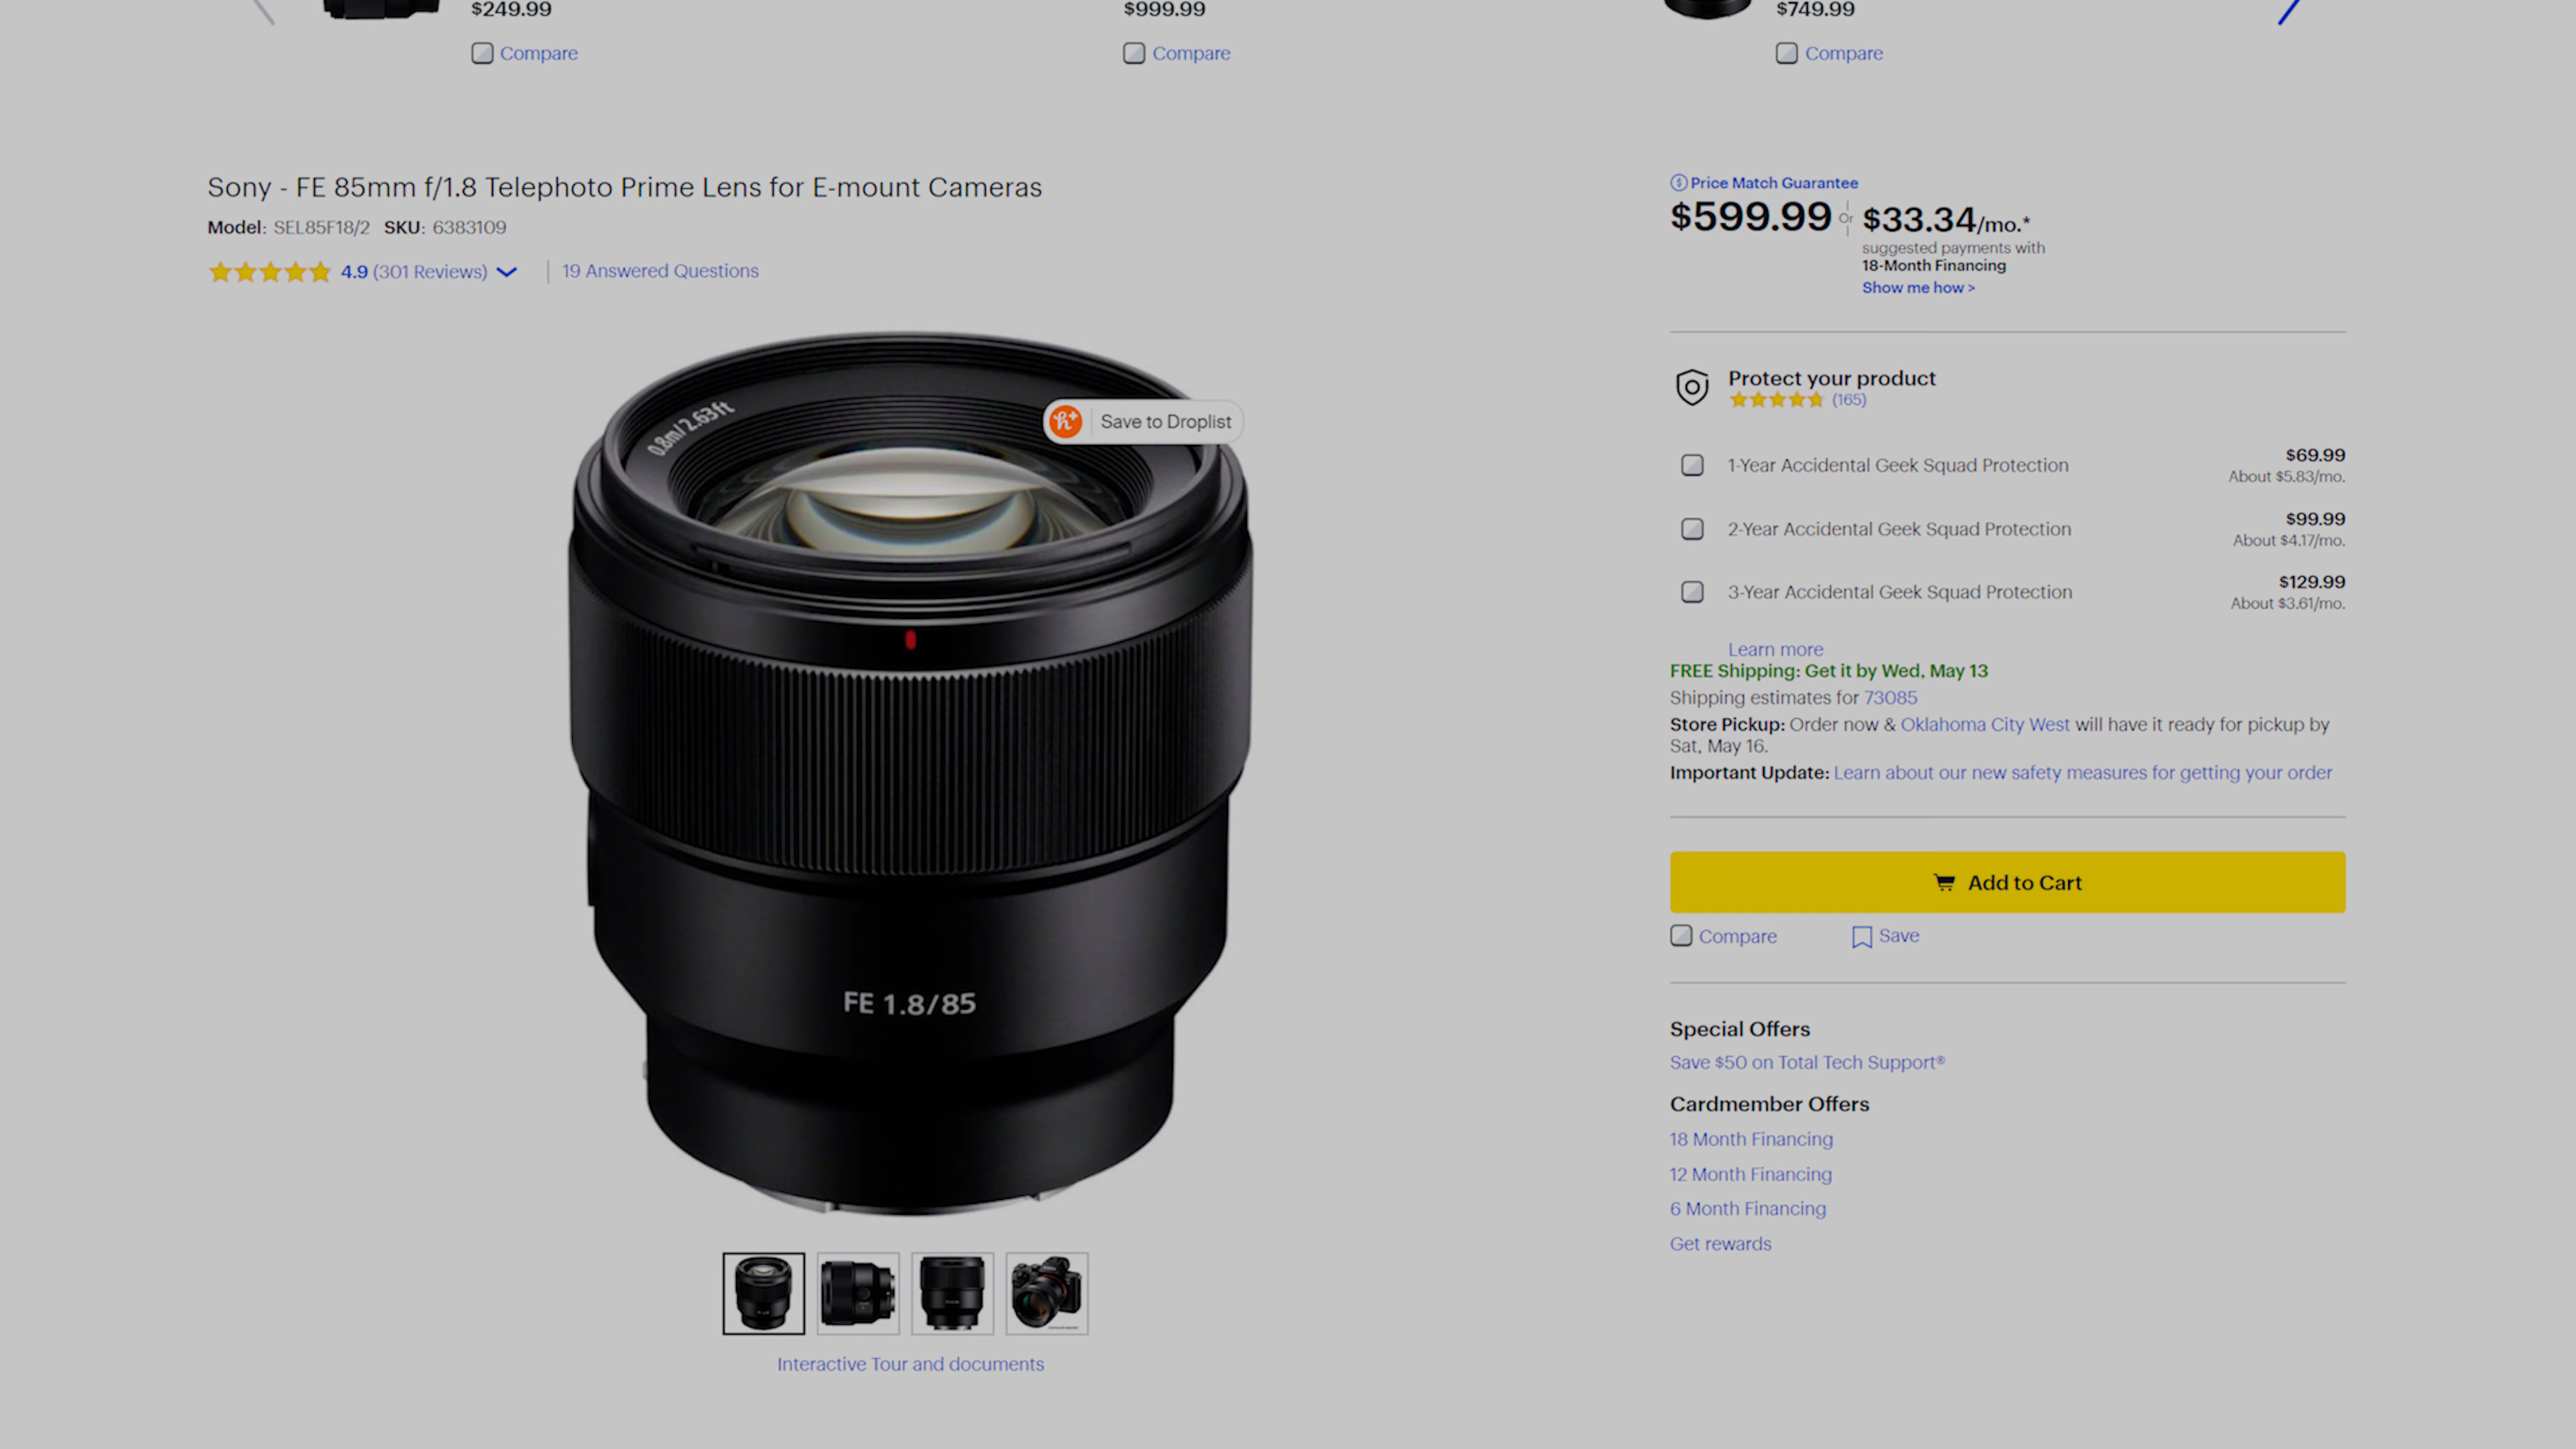 $249.99
$999.99
$749.99
Compare
Compare
Compare
Sony - FE 85mm f/1.8 Telephoto Prime Lens for E-mount Cameras
Model: SEL85F18/2 SKU: 6383109
4.9 (301 Reviews)
19 Answered Questions
0.8m/2.63ft
Save to Droplist
FE 1.8/85
Interactive Tour and documents
Price Match Guarantee
$599.99 Or $33.34/mo.*
suggested payments with
18-Month Financing
Show me how >
Protect your product
(165)
1-Year Accidental Geek Squad Protection
$69.99
About $5.83/mo.
2-Year Accidental Geek Squad Protection
$99.99
About $4.17/mo.
3-Year Accidental Geek Squad Protection
$129.99
About $3.61/mo.
Learn more
FREE Shipping: Get it by Wed, May 13
Shipping estimates for 73085
Store Pickup: Order now & Oklahoma City West will have it ready for pickup by
Sat, May 16.
Important Update: Learn about our new safety measures for getting your order
Add to Cart
Compare
Save
Special Offers
Save $50 on Total Tech Support®
Cardmember Offers
18 Month Financing
12 Month Financing
6 Month Financing
Get rewards